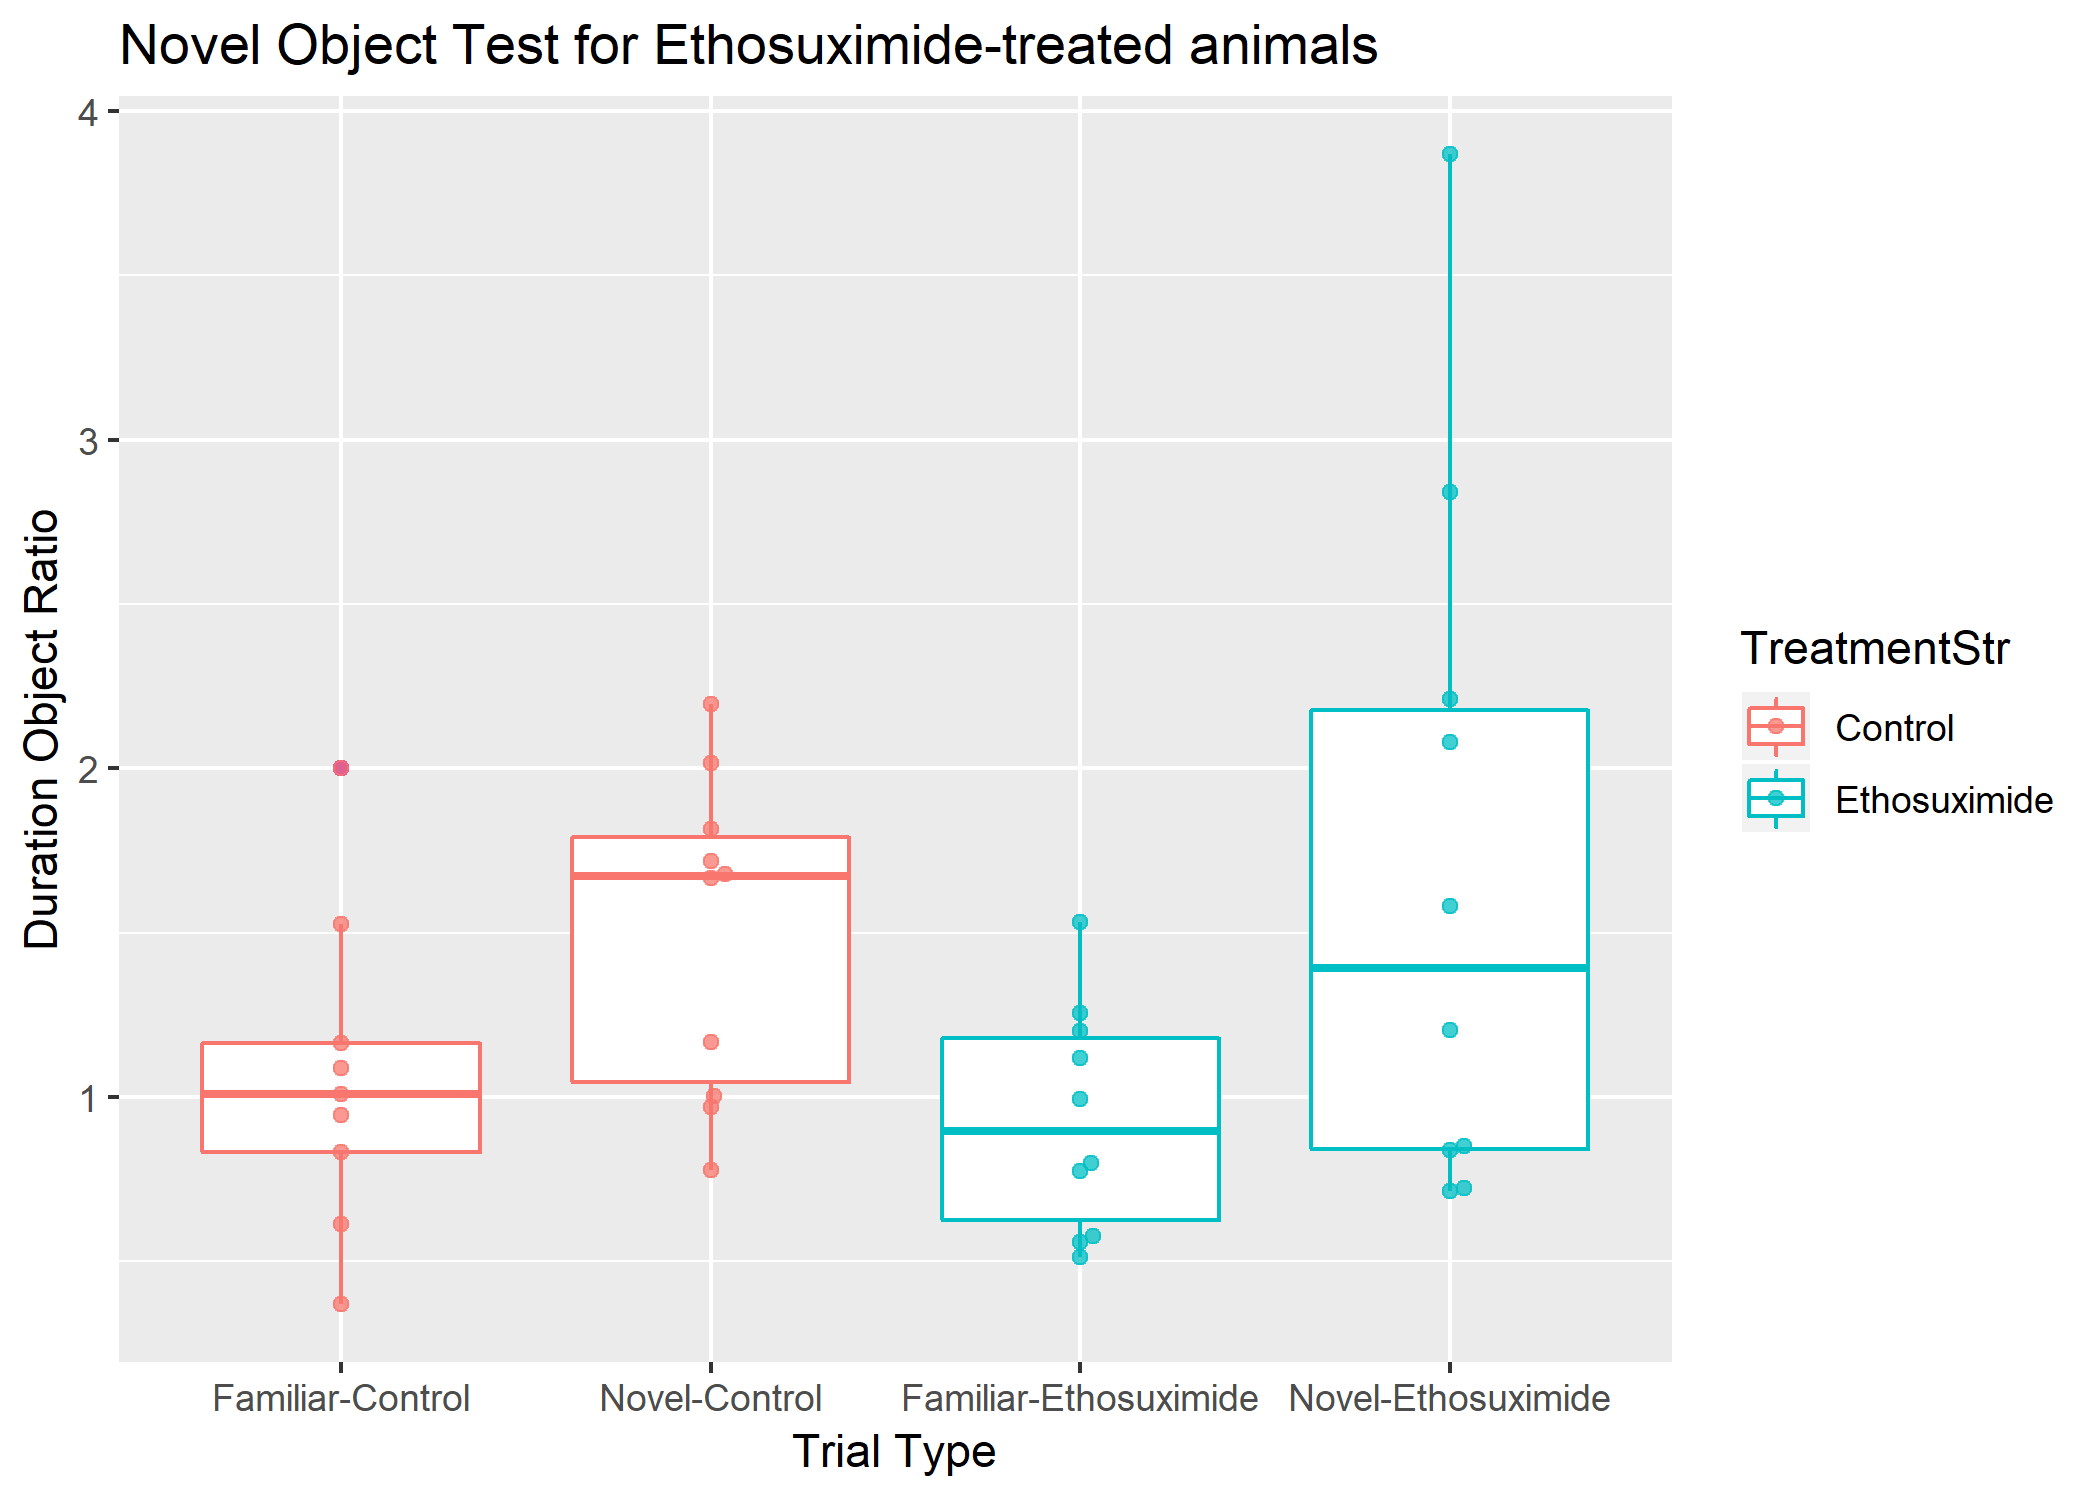 Novel Object Test for Ethosuximide-treated animals
Duration Object Ratio
4
3
2
1
Familiar-Control
Novel-Control
Familiar-Ethosuximide
Novel-Ethosuximide
Trial Type
TreatmentStr
Control
Ethosuximide